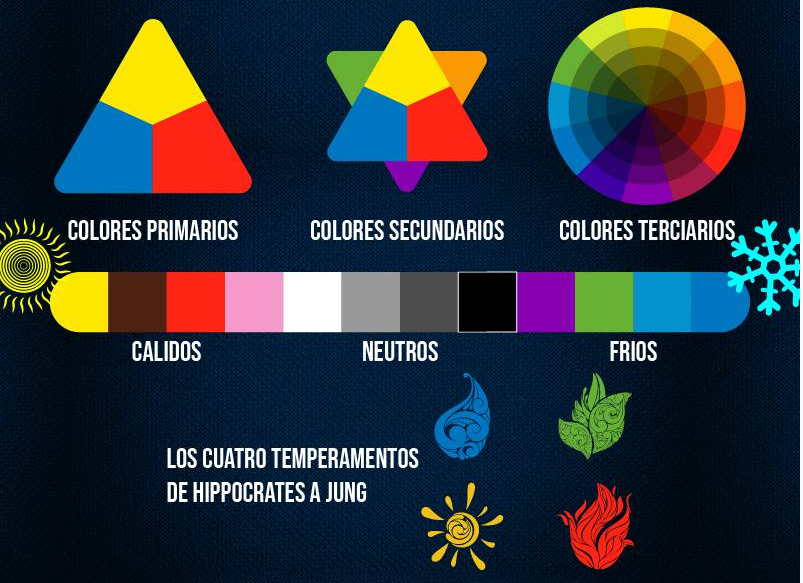 COLORES PRIMARIOS
COLORES SECUNDARIOS
COLORES TERCIARIOS
CALIDOS
NEUTROS
FRIOS
LOS CUATRO TEMPERAMENTOS
DE HIPPOCRATES A JUNG